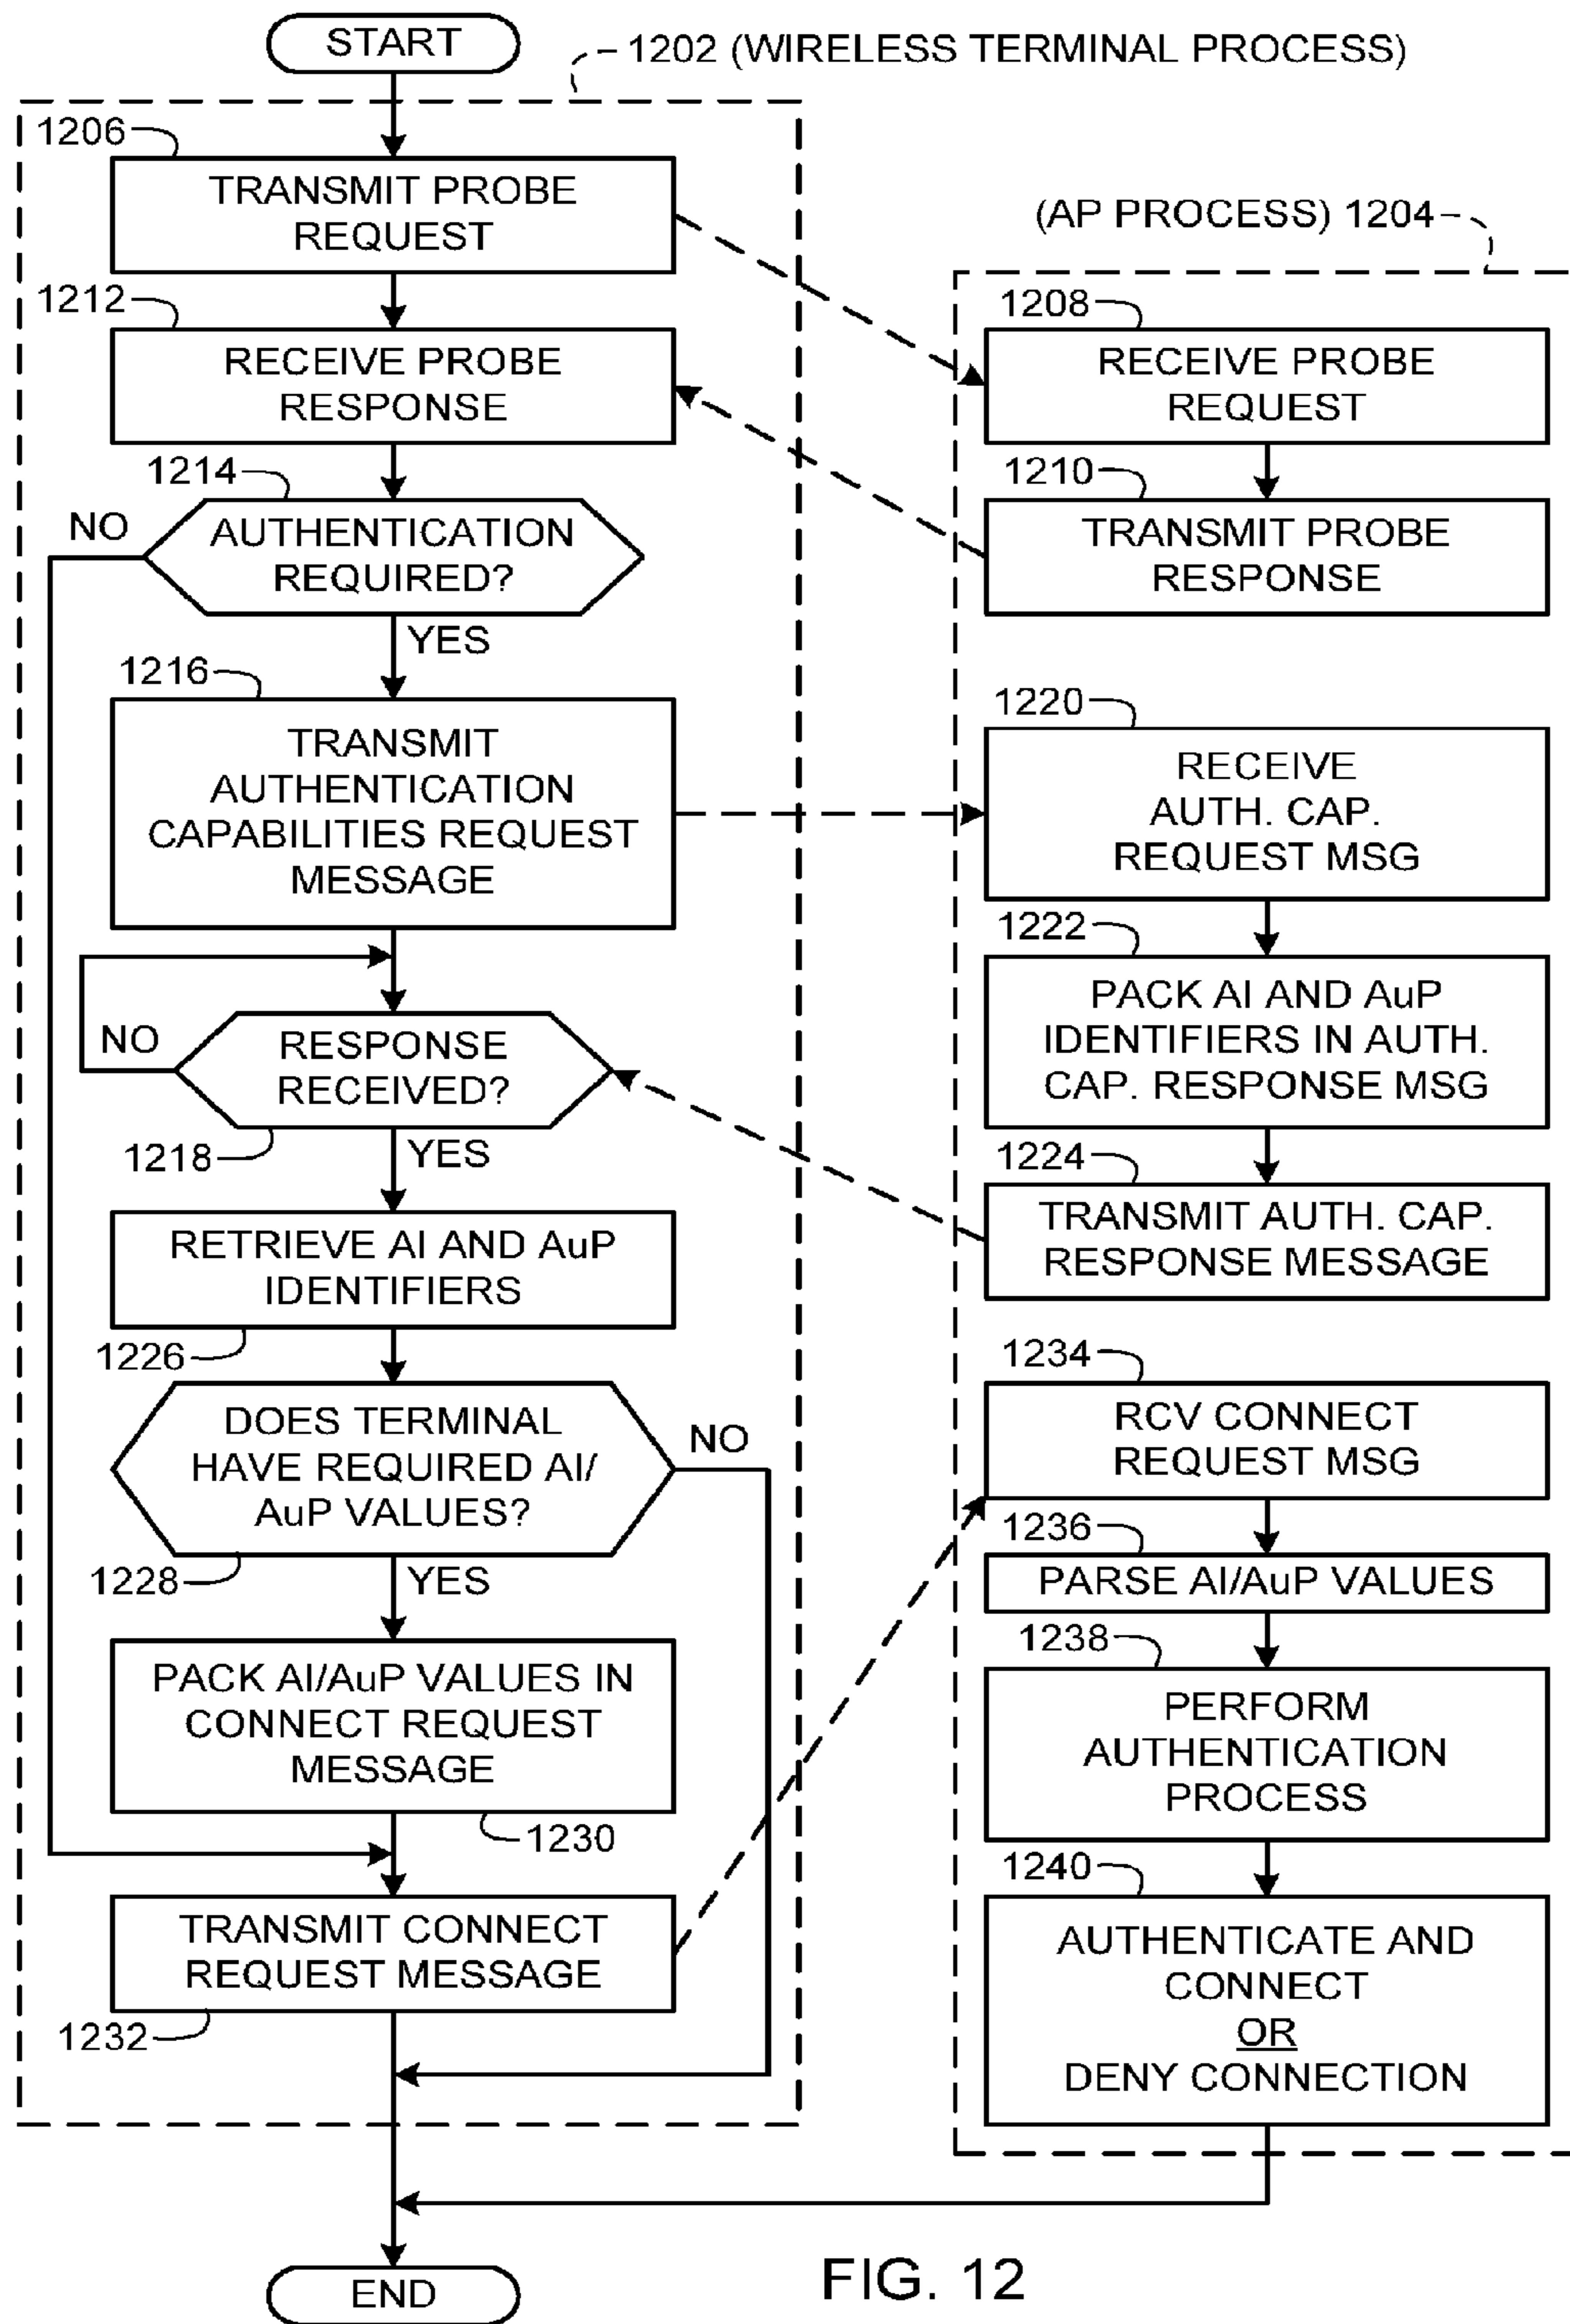 START
1202 (WIRELESS TERMINAL PROCESS)
1206
TRANSMIT PROBE
REQUEST
(AP PROCESS) 1204
1212
RECEIVE PROBE
RESPONSE
1208
RECEIVE PROBE
REQUEST
1214
NO
AUTHENTICATION
REQUIRED?
YES
1210
TRANSMIT PROBE
RESPONSE
1216
TRANSMIT
AUTHENTICATION
CAPABILITIES REQUEST
MESSAGE
1220
RECEIVE
AUTH. CAP.
REQUEST MSG
1222
PACK AI AND AuP
IDENTIFIERS IN AUTH.
CAP. RESPONSE MSG
NO
RESPONSE
RECEIVED?
1218
YES
1224
TRANSMIT AUTH. CAP.
RESPONSE MESSAGE
RETRIEVE AI AND AuP
IDENTIFIERS
1226
DOES TERMINAL
HAVE REQUIRED AI/
AuP VALUES?
NO
1228
YES
1234
RCV CONNECT
REQUEST MSG
1236
PARSE AI/AuP VALUES
PACK AI/AuP VALUES IN
CONNECT REQUEST
MESSAGE
1230
1238
PERFORM
AUTHENTICATION
PROCESS
TRANSMIT CONNECT
REQUEST MESSAGE
1232
1240
AUTHENTICATE AND
CONNECT
OR
DENY CONNECTION
END
FIG. 12